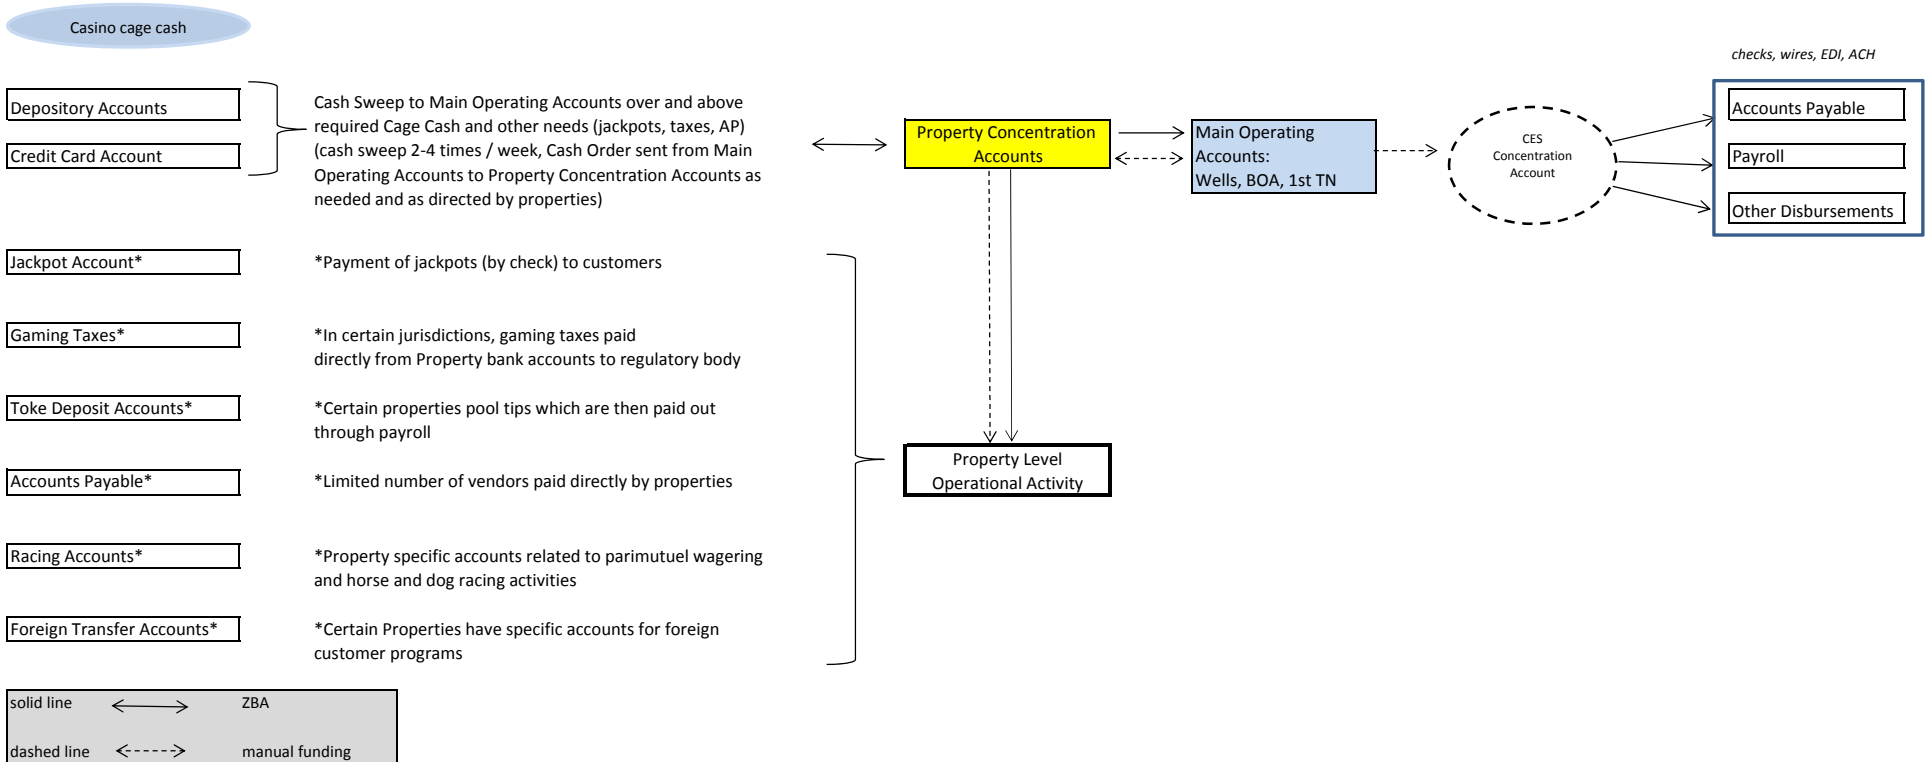 Casino cage cash
checks, wires, EDI, ACH
Depository Accounts
Credit Card Account
Cash Sweep to Main Operating Accounts over and above
required Cage Cash and other needs (jackpots, taxes, AP)
(cash sweep 2-4 times / week, Cash Order sent from Main
Operating Accounts to Property Concentration Accounts as
needed and as directed by properties)
Property Concentration
Accounts
Main Operating
Accounts:
Wells, BOA, 1st TN
CES
Concentration
Account
Accounts Payable
Payroll
Other Disbursements
Jackpot Account*
*Payment of jackpots (by check) to customers
Gaming Taxes*
*In certain jurisdictions, gaming taxes paid
directly from Property bank accounts to regulatory body
Toke Deposit Accounts*
*Certain properties pool tips which are then paid out
through payroll
Property Level
Operational Activity
Accounts Payable*
*Limited number of vendors paid directly by properties
Racing Accounts*
*Property specific accounts related to parimutuel wagering
and horse and dog racing activities
Foreign Transfer Accounts*
*Certain Properties have specific accounts for foreign
customer programs
solid line
ZBA
dashed line
manual funding